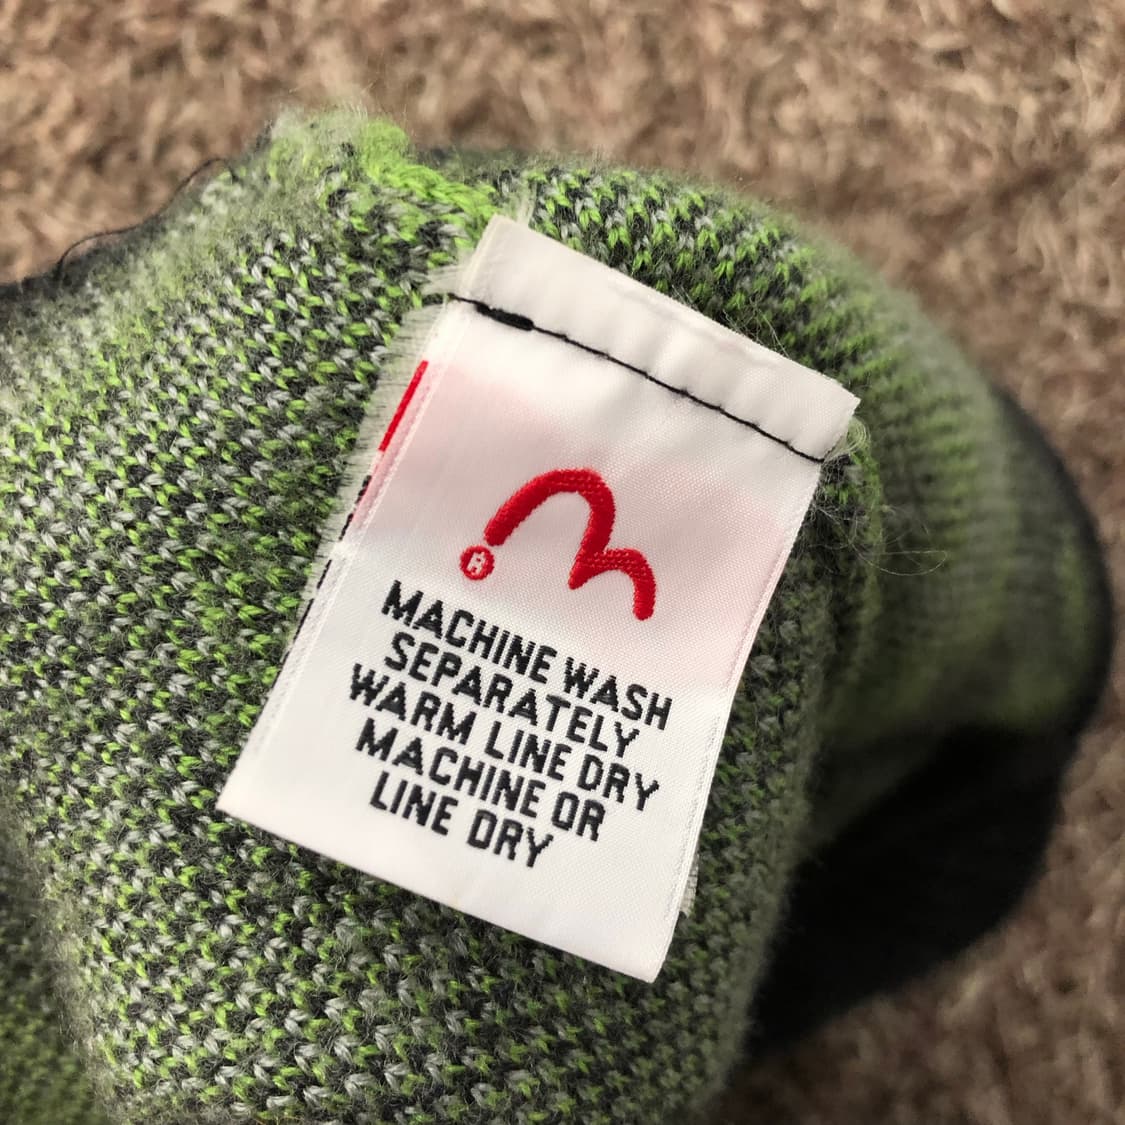 ®
MACHINE WASH
SEPARATELY
WARM LINE DRY
MACHINE OR
LINE DRY